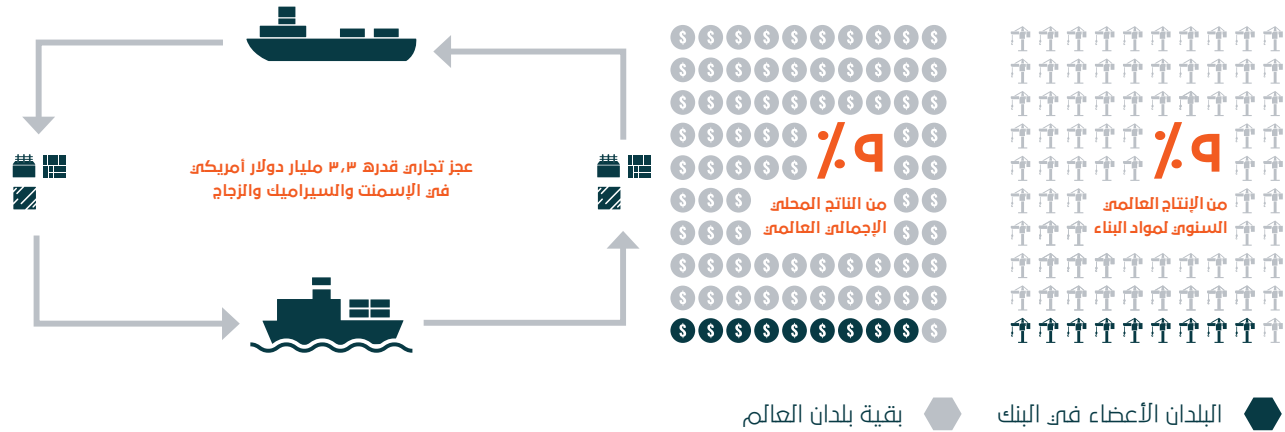 ٩٪
من الإنتاج العالمي
السنوي لمواد البناء
٩٪
من الناتج المحلي
الإجمالي العالمي
عجز تجاري قدره ٣,٣ مليار دولار أمريكي
في الإسمنت والسيراميك والزجاج
البلدان الأعضاء في البنك
بقية بلدان العالم